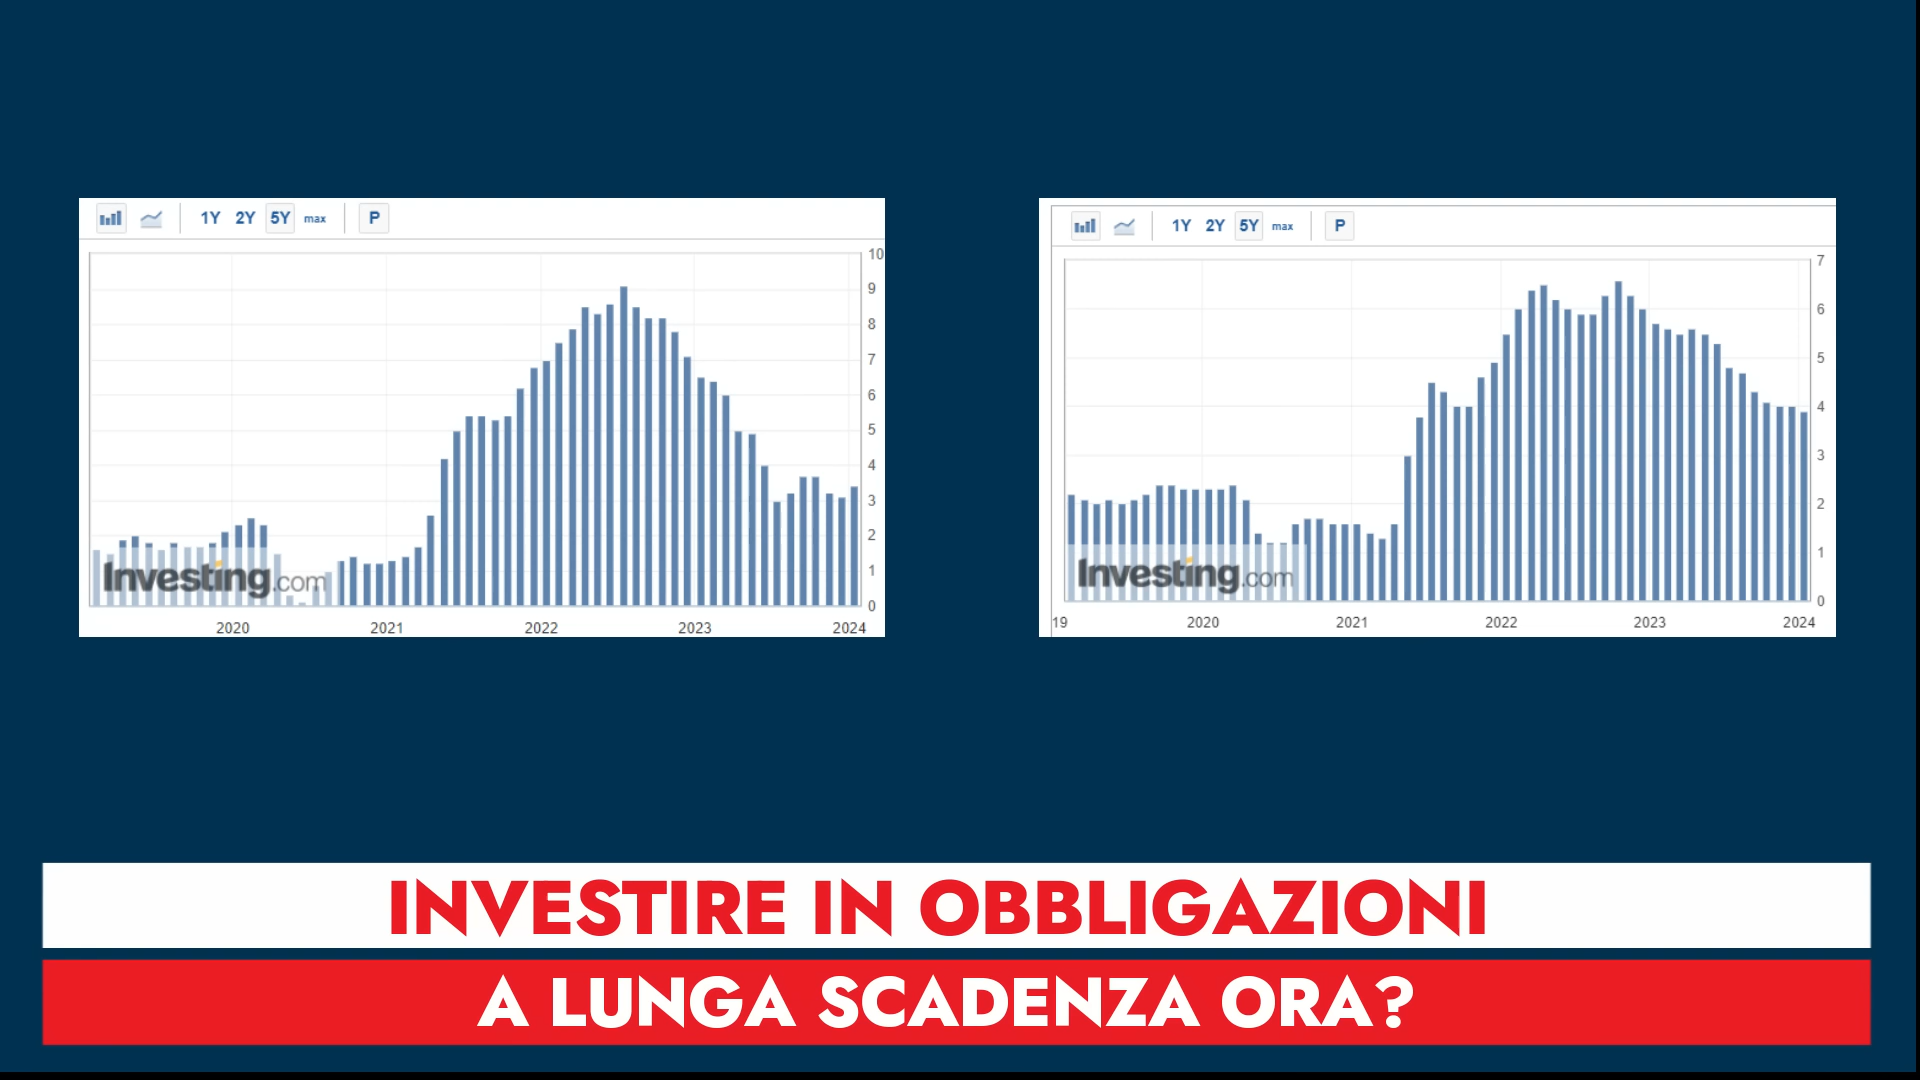 1Y 2Y 5Y max P
10
9
8
7
6
5
4
3
2
1
0
Investing.com
2020 2021 2022 2023 2024
1Y 2Y 5Y max P
7
6
5
4
3
2
1
0
Investing.com
19 2020 2021 2022 2023 2024
INVESTIRE IN OBBLIGAZIONI
A LUNGA SCADENZA ORA?